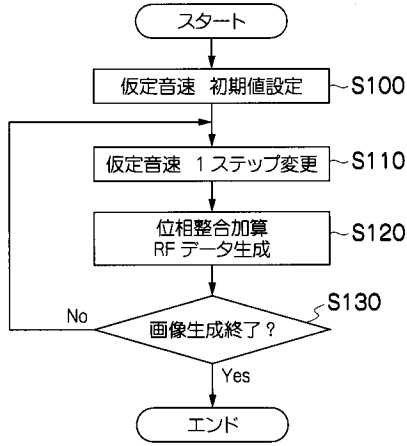 スタート
仮定音速 初期値設定
S100
仮定音速 1ステップ変更
S110
位相整合加算
RFデータ生成
S120
S130
画像生成終了?
No
Yes
エンド